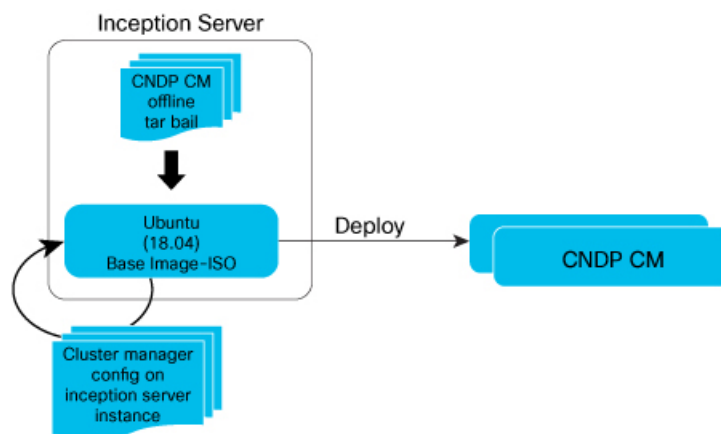 Inception Server
CNDP CM
offline
tar bail
Ubuntu
(18.04)
Base Image-ISO
Deploy
CNDP CM
Cluster manager
config on
inception server
instance